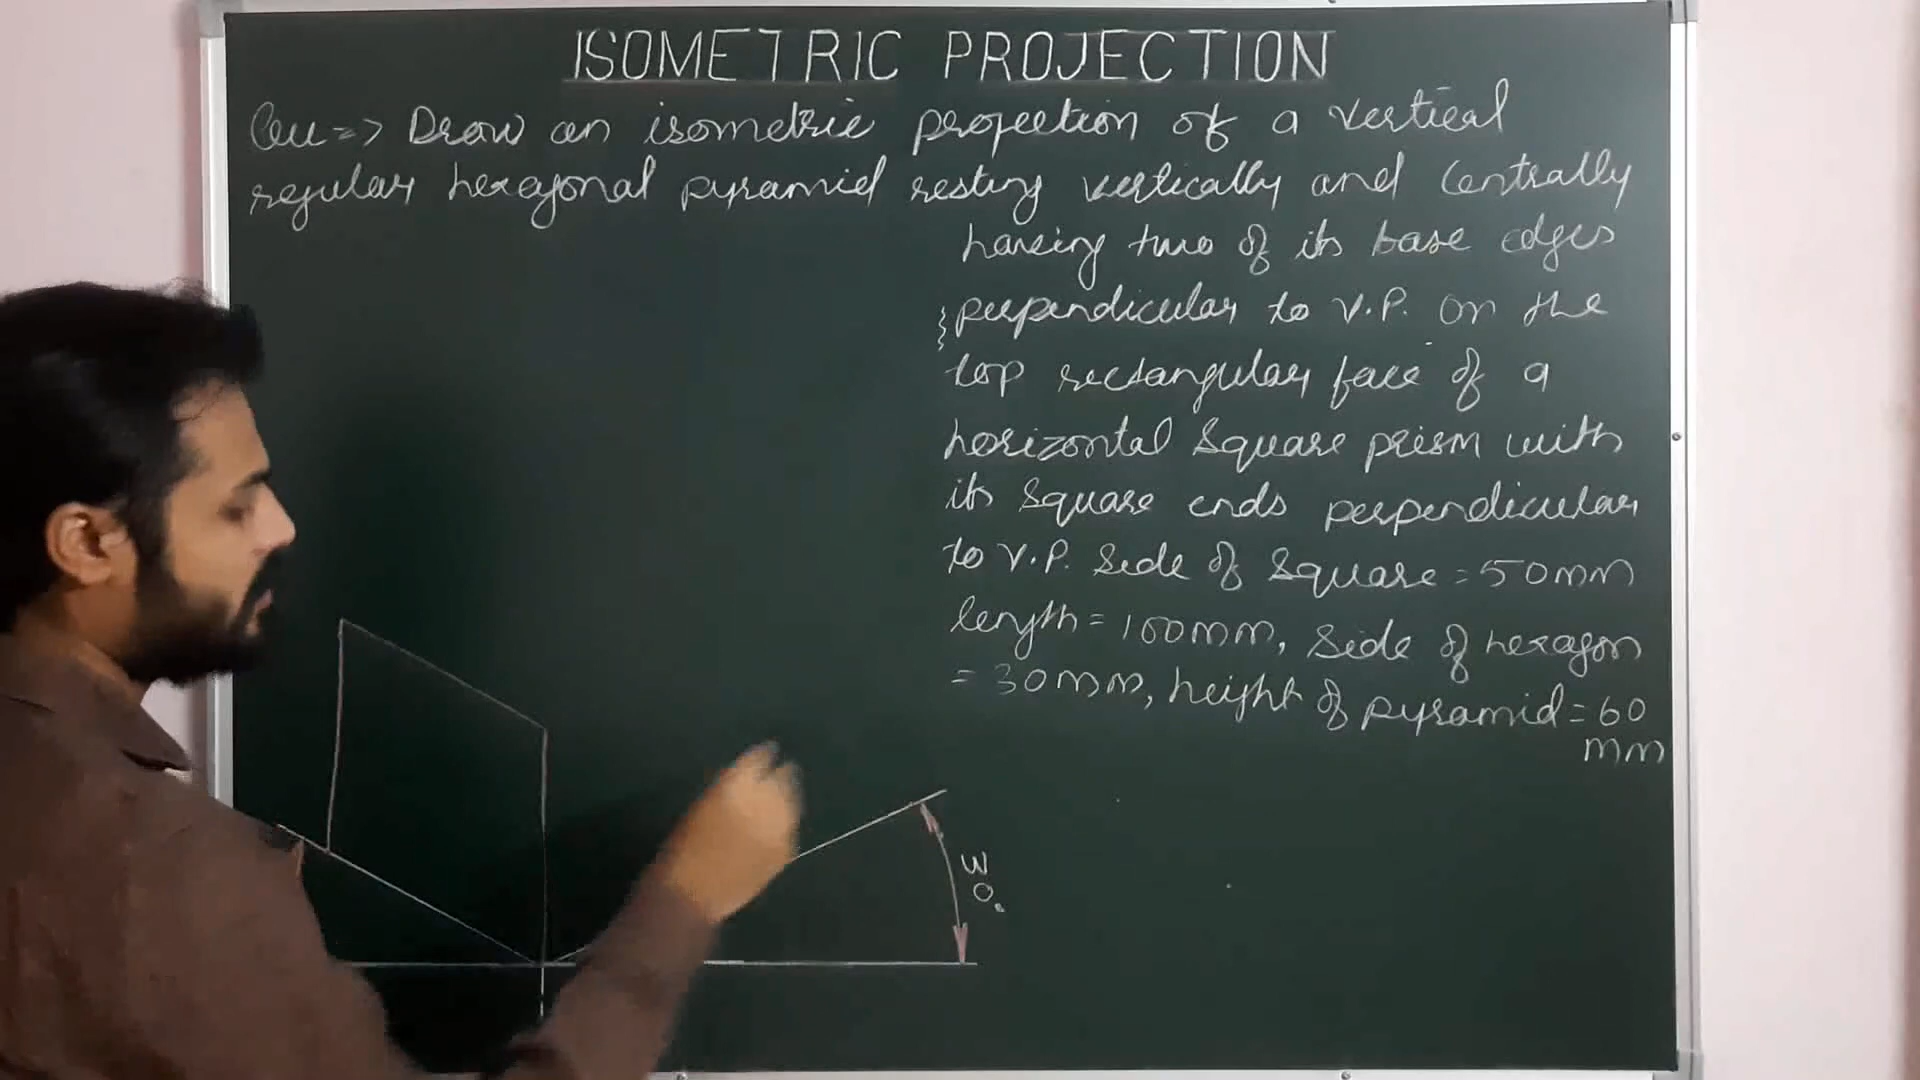 ISOMETRIC PROJECTION
Que=> Draw an isometric projection of a vertical
regular hexagonal pyramid resting vertically and centrally
having two of its base edges
perpendicular to V.P. on the
top rectangular face of a
horizontal square prism with
its square ends perpendicular
to V.P. Side of square = 50mm
length = 100mm, side of hexagon
= 30mm, height of pyramid = 60
mm
30°